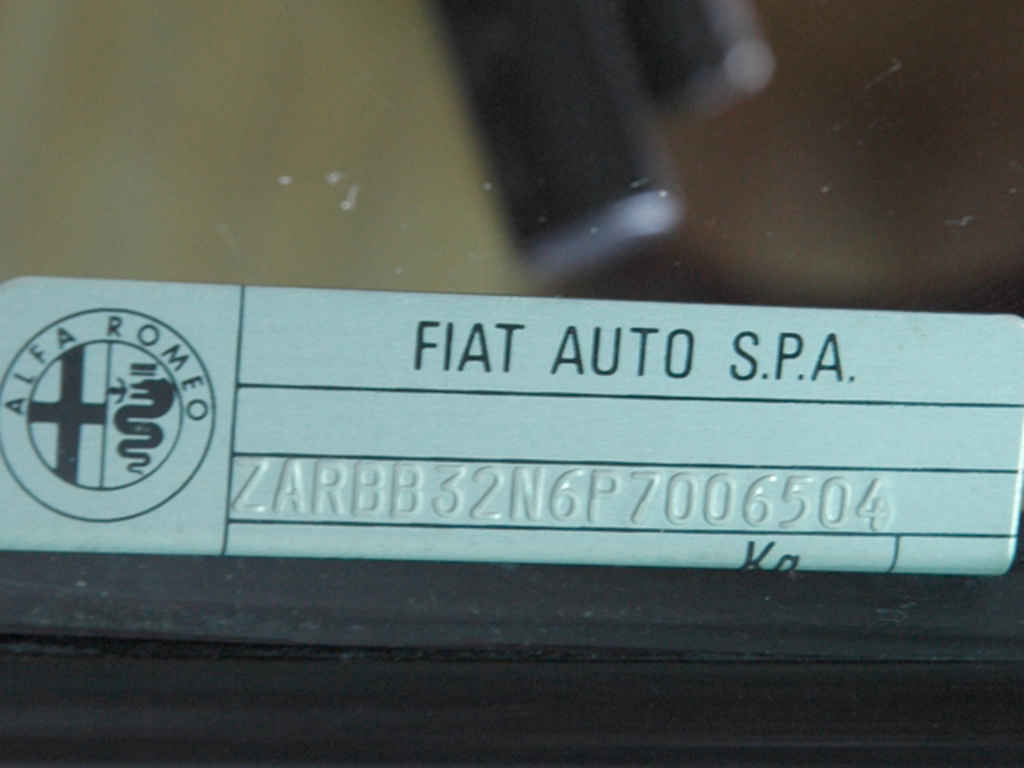 ALFA ROMEO
FIAT AUTO S.P.A.
ZARBB32N6P7006504
Kg